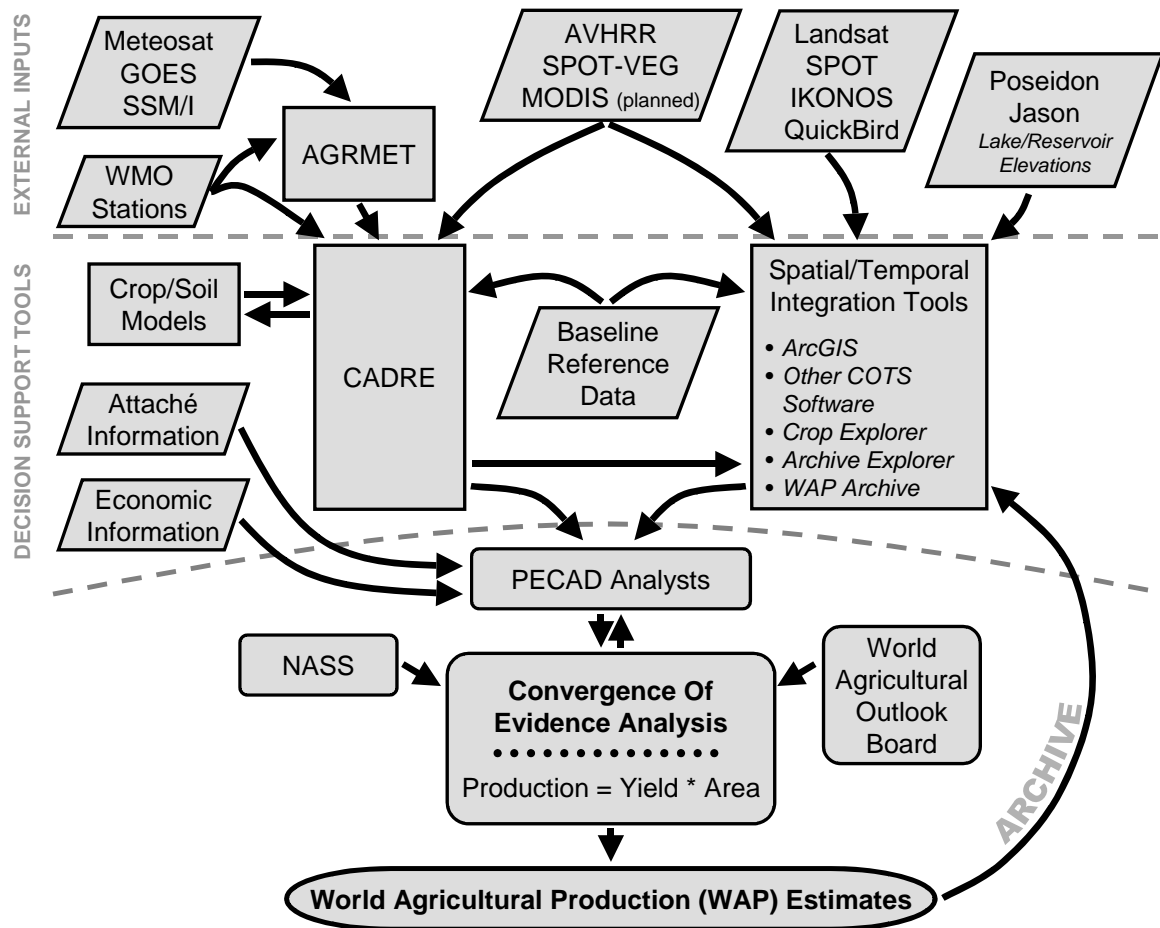 EXTERNAL INPUTS
Meteosat
GOES
SSM/I
AVHRR
SPOT-VEG
MODIS (planned)
Landsat
SPOT
IKONOS
QuickBird
Poseidon
Jason
Lake/Reservoir
Elevations
AGRMET
WMO
Stations
DECISION SUPPORT TOOLS
Crop/Soil
Models
CADRE
Baseline
Reference
Data
Spatial/Temporal
Integration Tools
• ArcGIS
• Other COTS
Software
• Crop Explorer
• Archive Explorer
• WAP Archive
Attaché
Information
Economic
Information
PECAD Analysts
NASS
Convergence Of
Evidence Analysis
Production = Yield * Area
World
Agricultural
Outlook
Board
ARCHIVE
World Agricultural Production (WAP) Estimates